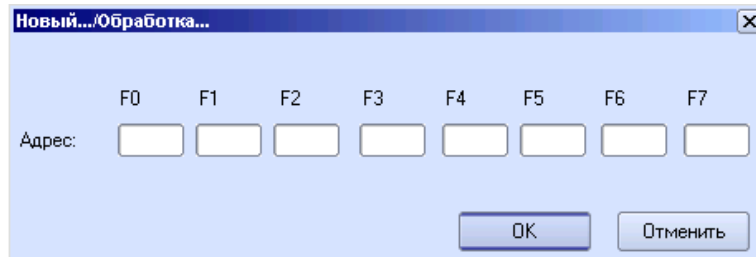 Новый.../Обработка...
F0 F1 F2 F3 F4 F5 F6 F7
Адрес:
OK Отменить